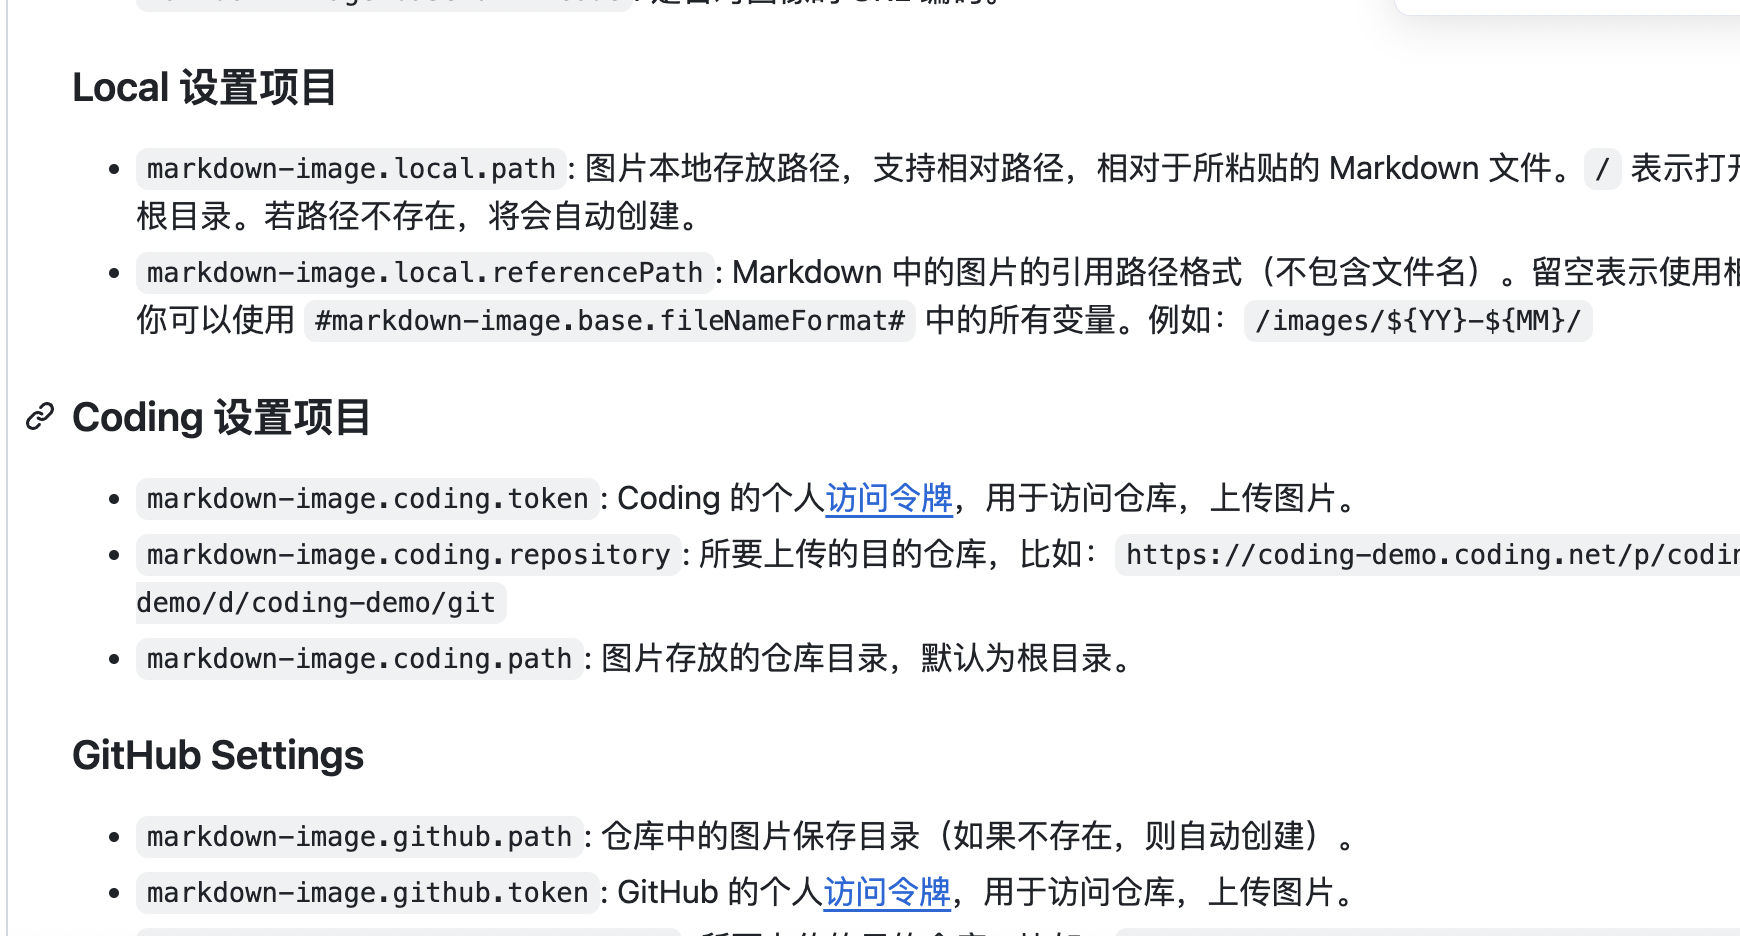 Local 设置项目
markdown-image.local.path: 图片本地存放路径，支持相对路径，相对于所粘贴的 Markdown 文件。/ 表示打开
根目录。若路径不存在，将会自动创建。
markdown-image.local.referencePath: Markdown 中的图片的引用路径格式（不包含文件名）。留空表示使用相
你可以使用 #markdown-image.base.fileNameFormat# 中的所有变量。例如： /images/${YY}-${MM}/
Coding 设置项目
markdown-image.coding.token: Coding 的个人访问令牌，用于访问仓库，上传图片。
markdown-image.coding.repository: 所要上传的目的仓库，比如： https://coding-demo.coding.net/p/codin
demo/d/coding-demo/git
markdown-image.coding.path: 图片存放的仓库目录，默认为根目录。
GitHub Settings
markdown-image.github.path: 仓库中的图片保存目录（如果不存在，则自动创建）。
markdown-image.github.token: GitHub 的个人访问令牌，用于访问仓库，上传图片。